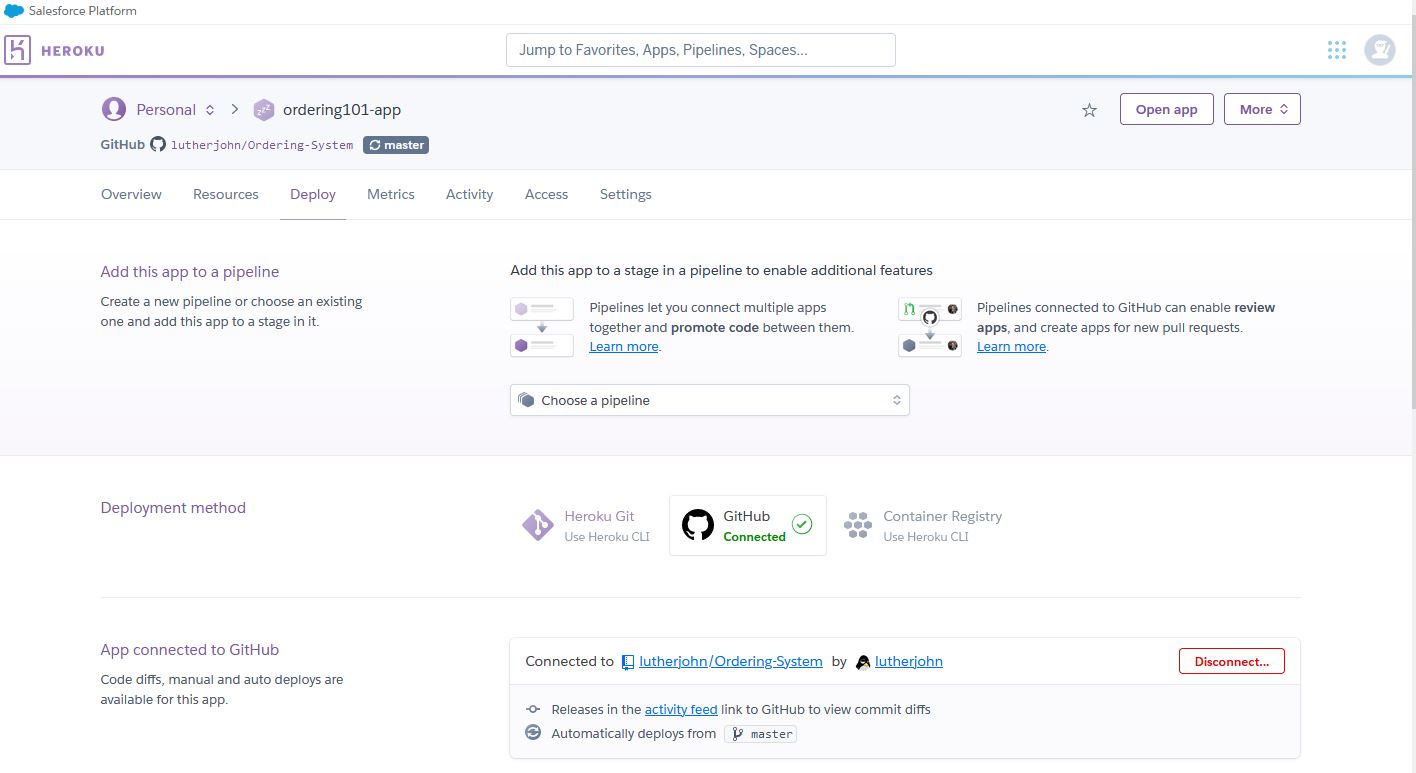 Salesforce Platform
HEROKU
Jump to Favorites, Apps, Pipelines, Spaces...
Personal
ordering101-app
Open app
More
GitHub lutherjohn/Ordering-System master
Overview Resources Deploy Metrics Activity Access Settings
Add this app to a pipeline
Create a new pipeline or choose an existing
one and add this app to a stage in it.
Add this app to a stage in a pipeline to enable additional features
Pipelines let you connect multiple apps
together and promote code between them.
Learn more.
Pipelines connected to GitHub can enable review
apps, and create apps for new pull requests.
Learn more.
Choose a pipeline
Deployment method
Heroku Git
Use Heroku CLI
GitHub
Connected
Container Registry
Use Heroku CLI
App connected to GitHub
Code diffs, manual and auto deploys are
available for this app.
Connected to lutherjohn/Ordering-System by lutherjohn
Disconnect...
Releases in the activity feed link to GitHub to view commit diffs
Automatically deploys from master